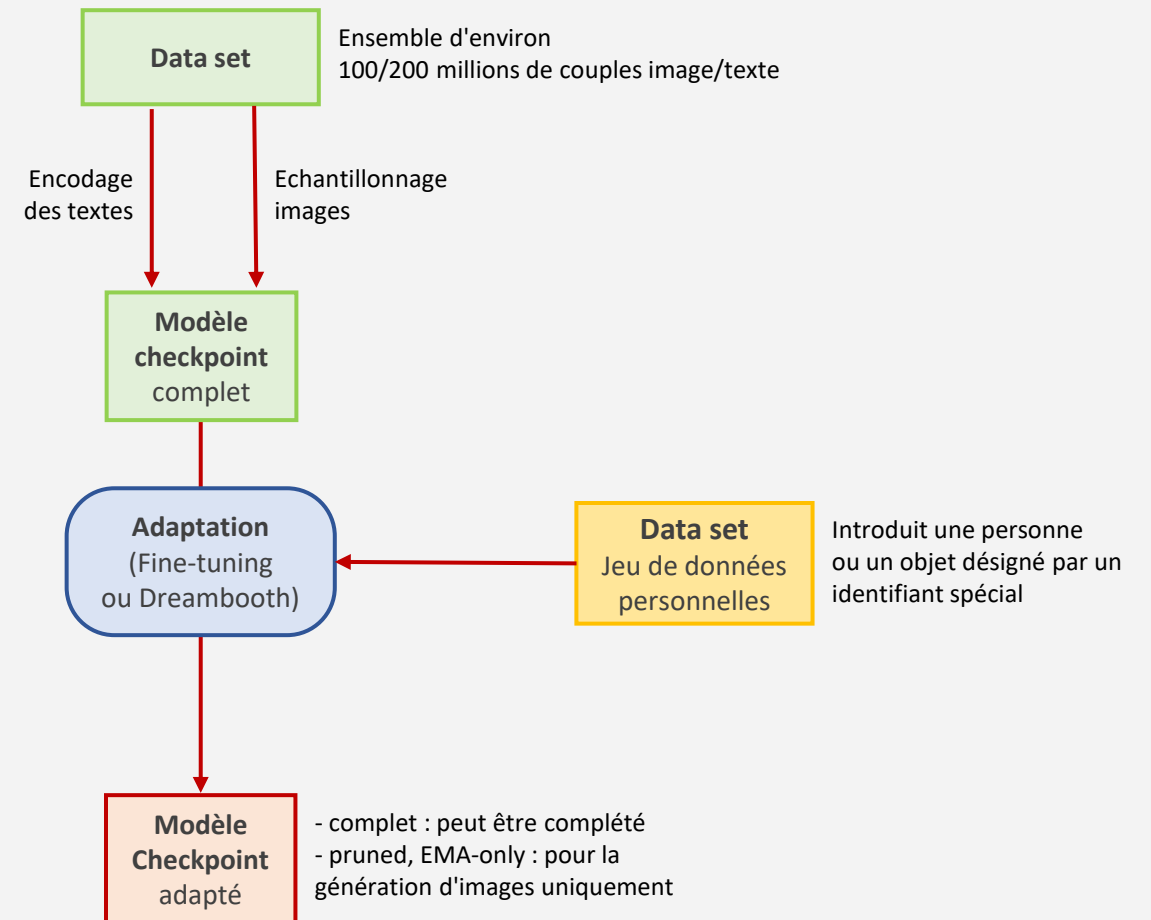 Data set
Ensemble d'environ
100/200 millions de couples image/texte
Encodage
des textes
Echantillonnage
images
Modèle
checkpoint
complet
Adaptation
(Fine-tuning
ou Dreambooth)
Data set
Jeu de données
personnelles
Introduit une personne
ou un objet désigné par un
identifiant spécial
Modèle
Checkpoint
adapté
- complet : peut être complété
- pruned, EMA-only : pour la
génération d'images uniquement